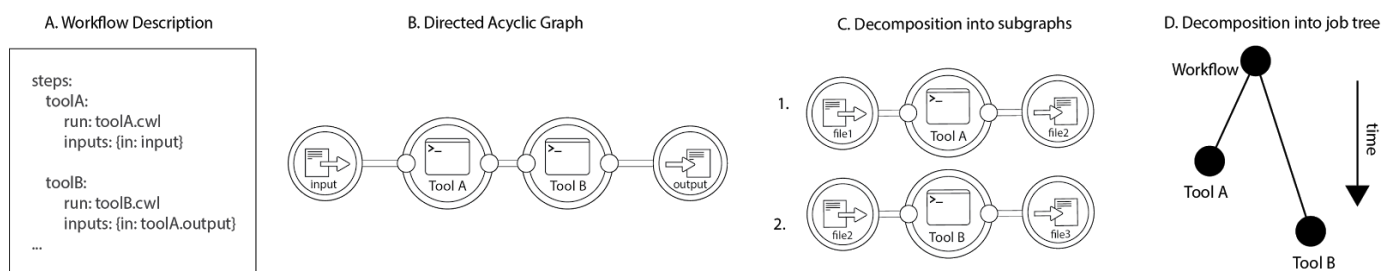 A. Workflow Description
steps:
toolA:
run: toolA.cwl
inputs: {in: input}
toolB:
run: toolB.cwl
inputs: {in: toolA.output}
...
B. Directed Acyclic Graph
>_
>_
input
Tool A
Tool B
output
C. Decomposition into subgraphs
1.
>_
file1
Tool A
file2
2.
>_
file2
Tool B
file3
D. Decomposition into job tree
Workflow
time
Tool A
Tool B